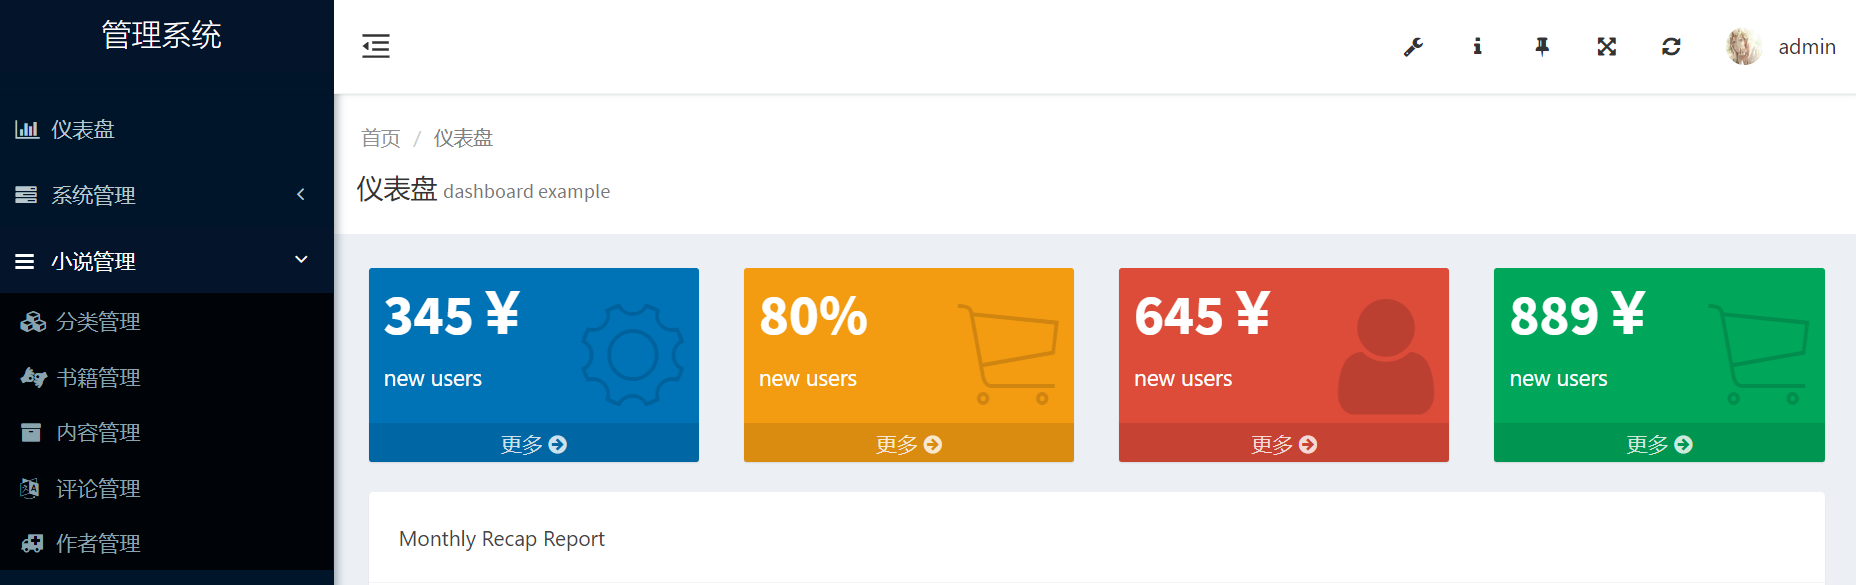 管理系统
仪表盘
系统管理
小说管理
分类管理
书籍管理
内容管理
评论管理
作者管理
admin
首页 / 仪表盘
仪表盘 dashboard example
345 ¥
new users
更多
80%
new users
更多
645 ¥
new users
更多
889 ¥
new users
更多
Monthly Recap Report